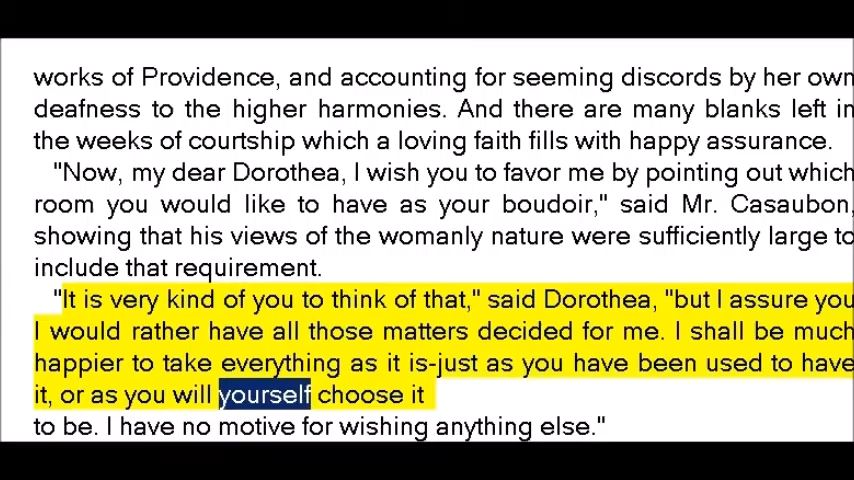 works of Providence, and accounting for seeming discords by her own
deafness to the higher harmonies. And there are many blanks left in
the weeks of courtship which a loving faith fills with happy assurance.
"Now, my dear Dorothea, I wish you to favor me by pointing out which
room you would like to have as your boudoir," said Mr. Casaubon,
showing that his views of the womanly nature were sufficiently large to
include that requirement.
"It is very kind of you to think of that," said Dorothea, "but I assure you
I would rather have all those matters decided for me. I shall be much
happier to take everything as it is-just as you have been used to have
it, or as you will yourself choose it
to be. I have no motive for wishing anything else."